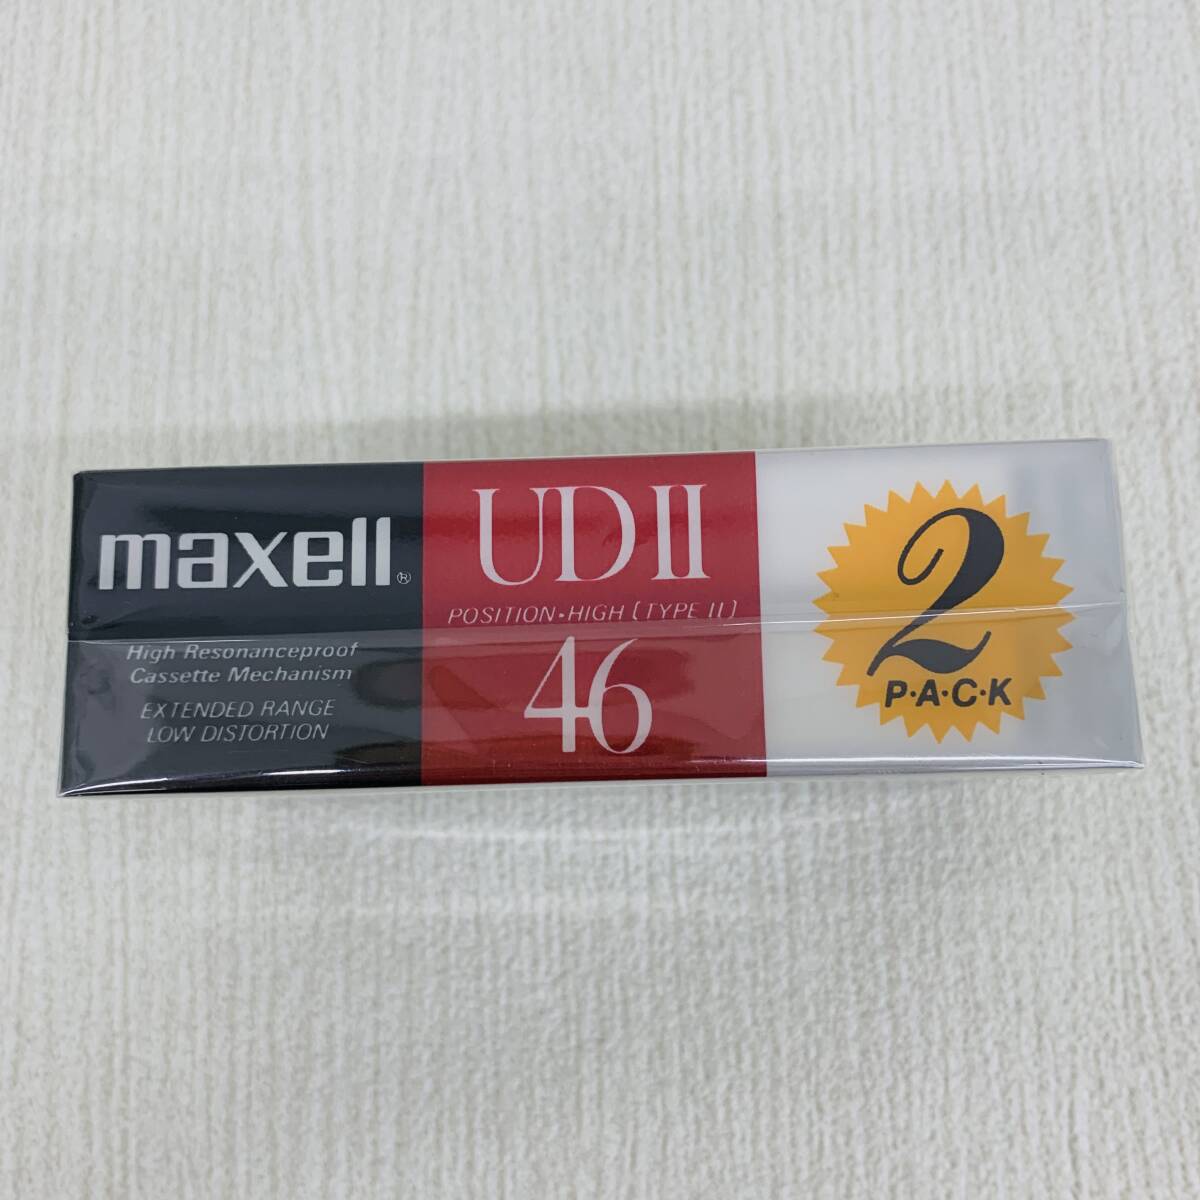 maxell®
High Resonanceproof
Cassette Mechanism
EXTENDED RANGE
LOW DISTORTION
UDII
POSITION·HIGH [TYPE II]
46
2
P·A·C·K